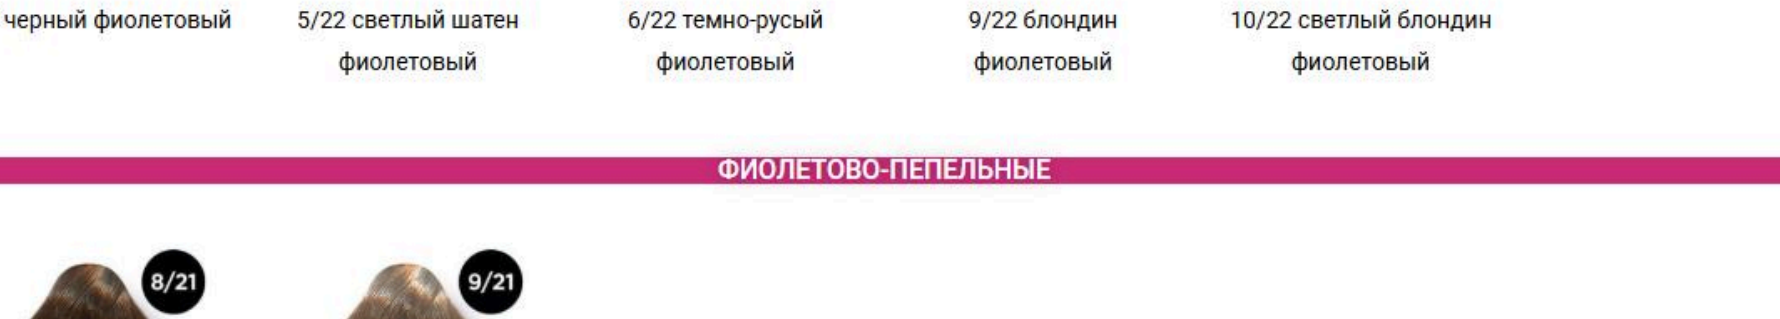 черный фиолетовый
5/22 светлый шатен
фиолетовый
6/22 темно-русый
фиолетовый
9/22 блондин
фиолетовый
10/22 светлый блондин
фиолетовый
ФИОЛЕТОВО-ПЕПЕЛЬНЫЕ
8/21
9/21